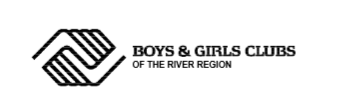 BOYS & GIRLS CLUBS
OF THE RIVER REGION